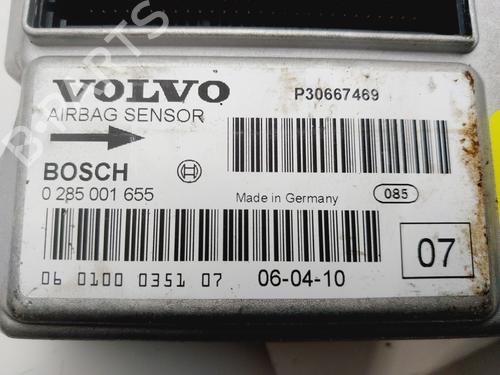 B-PARTS
VOLVO
P30667469
AIRBAG SENSOR
BOSCH
0 285 001 655
Made in Germany
085
07
06 0100 0351 07
06-04-10